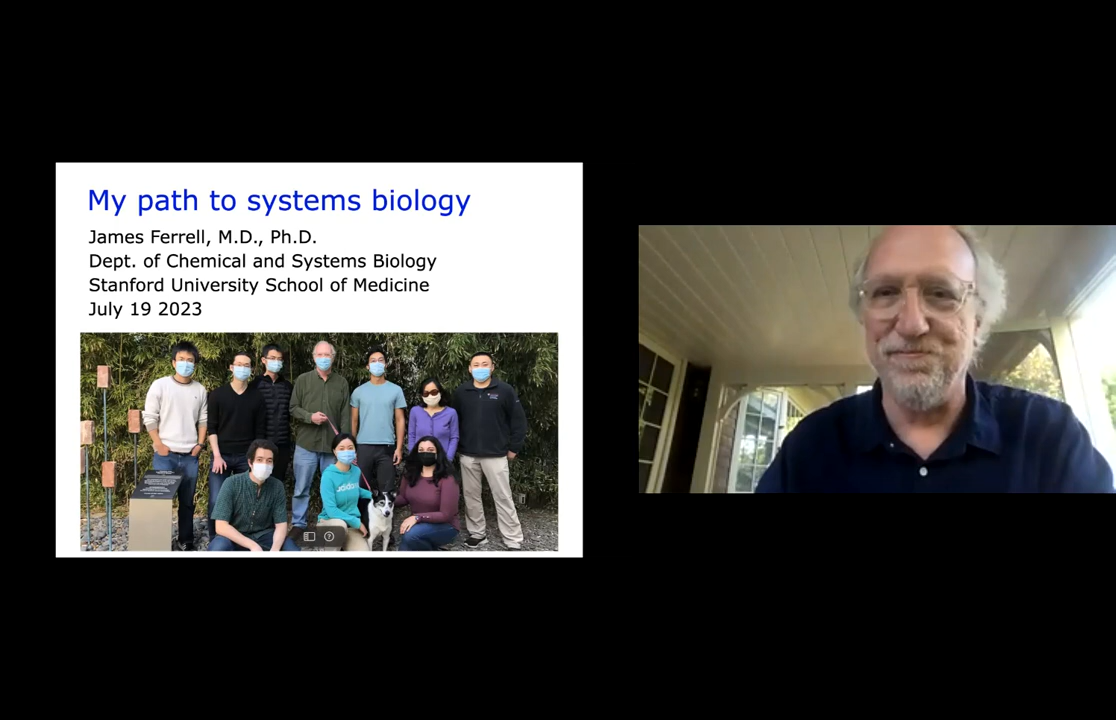 My path to systems biology
James Ferrell, M.D., Ph.D.
Dept. of Chemical and Systems Biology
Stanford University School of Medicine
July 19 2023
adidas